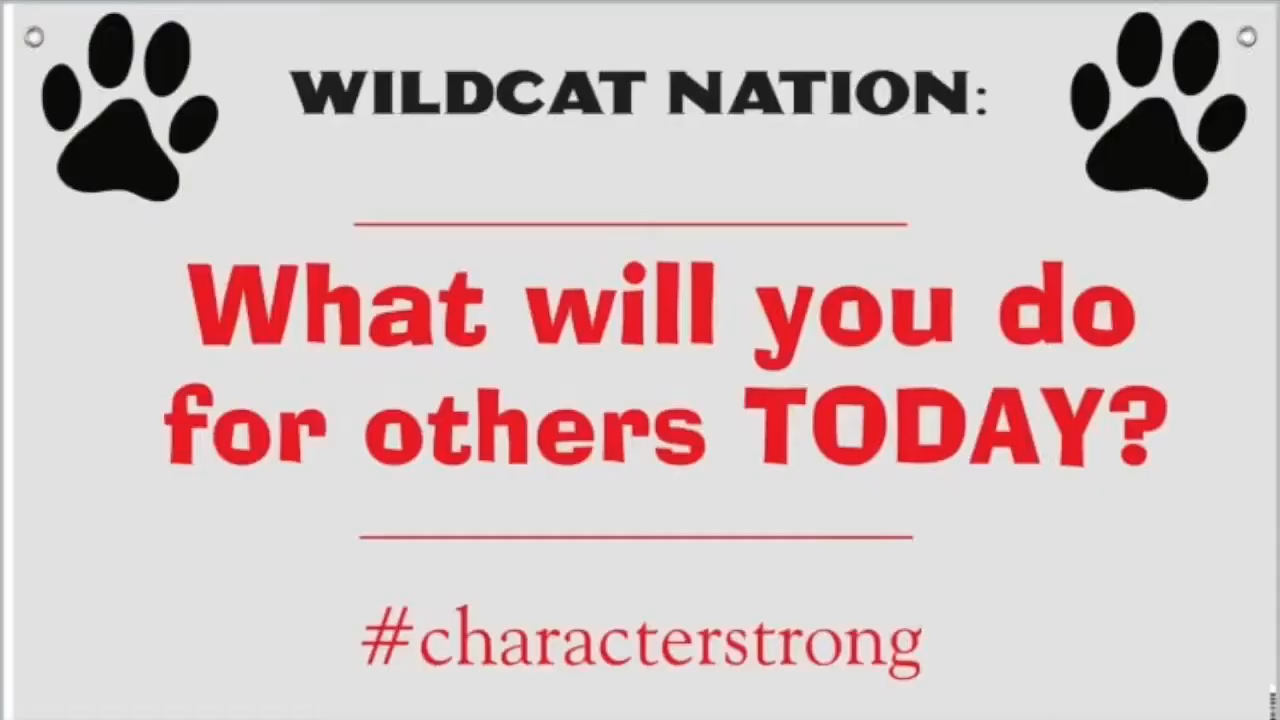 WILDCAT NATION:
What will you do
for others TODAY?
#characterstrong